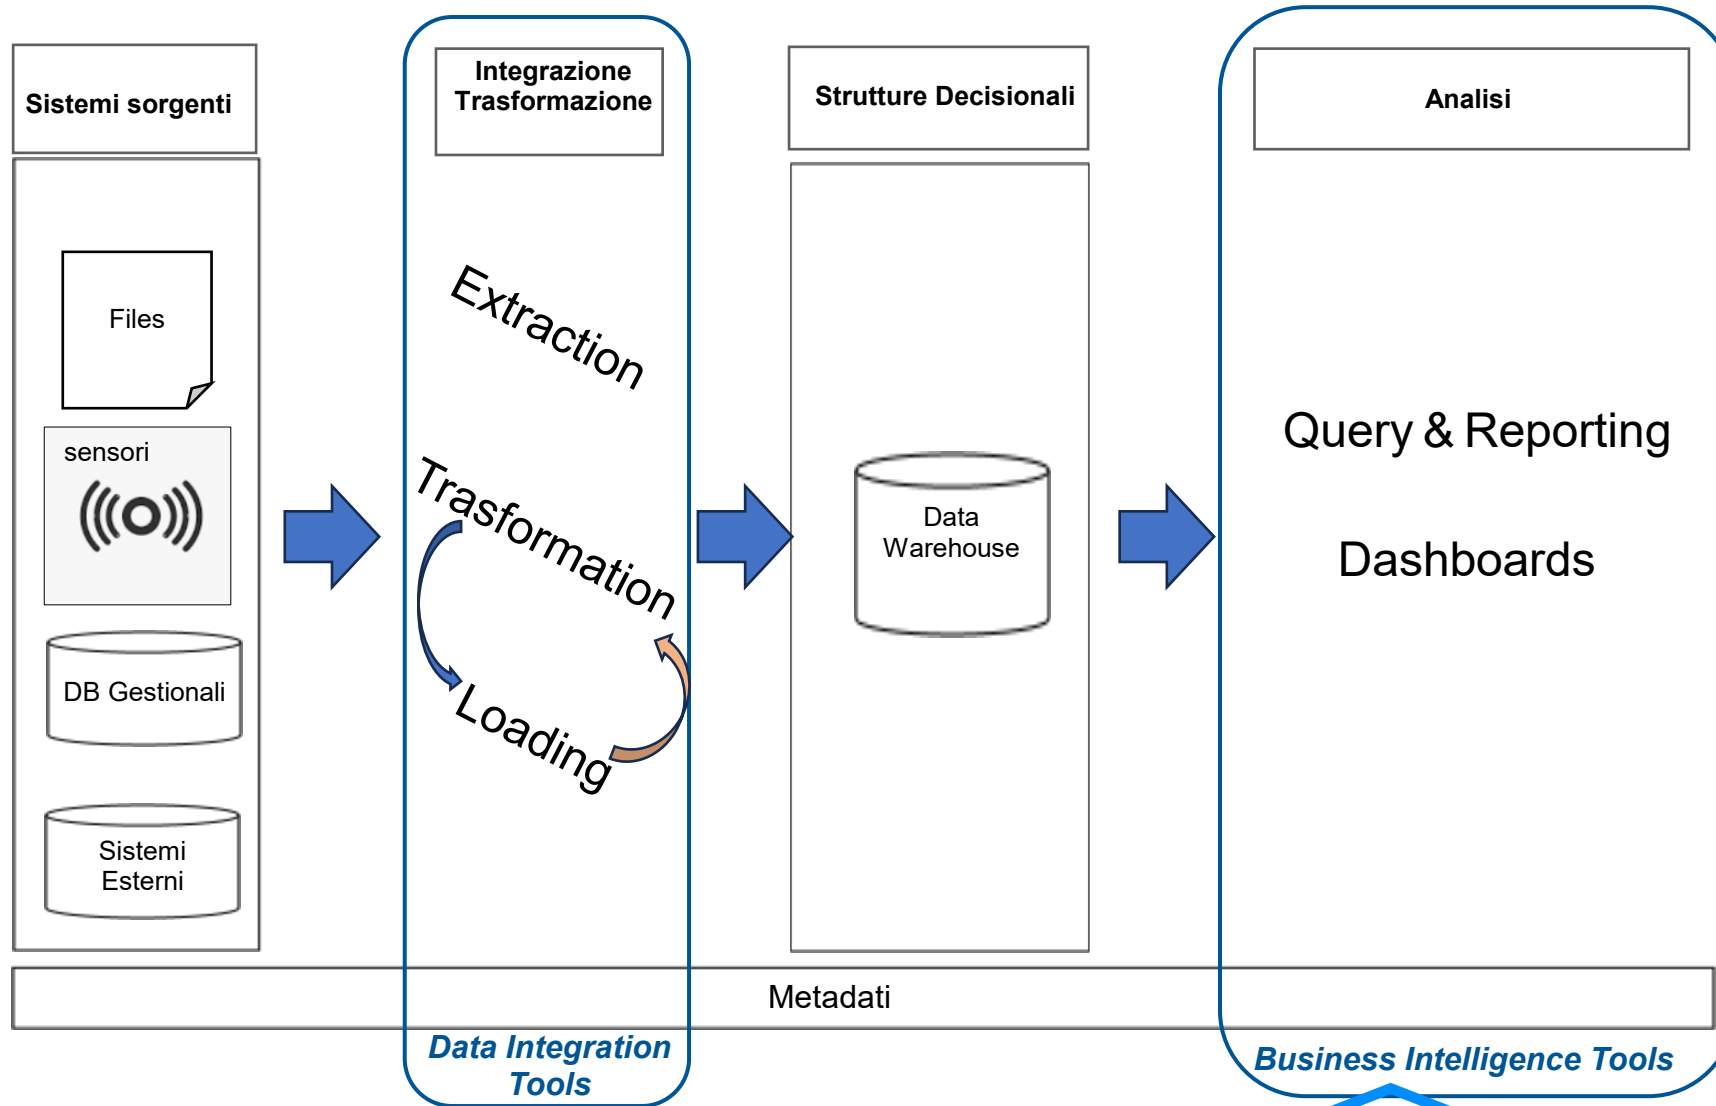 Sistemi sorgenti
Files
sensori
DB Gestionali
Sistemi
Esterni
Integrazione
Trasformazione
Extraction
Trasformation
Loading
Strutture Decisionali
Data
Warehouse
Analisi
Query & Reporting
Dashboards
Metadati
Data Integration
Tools
Business Intelligence Tools